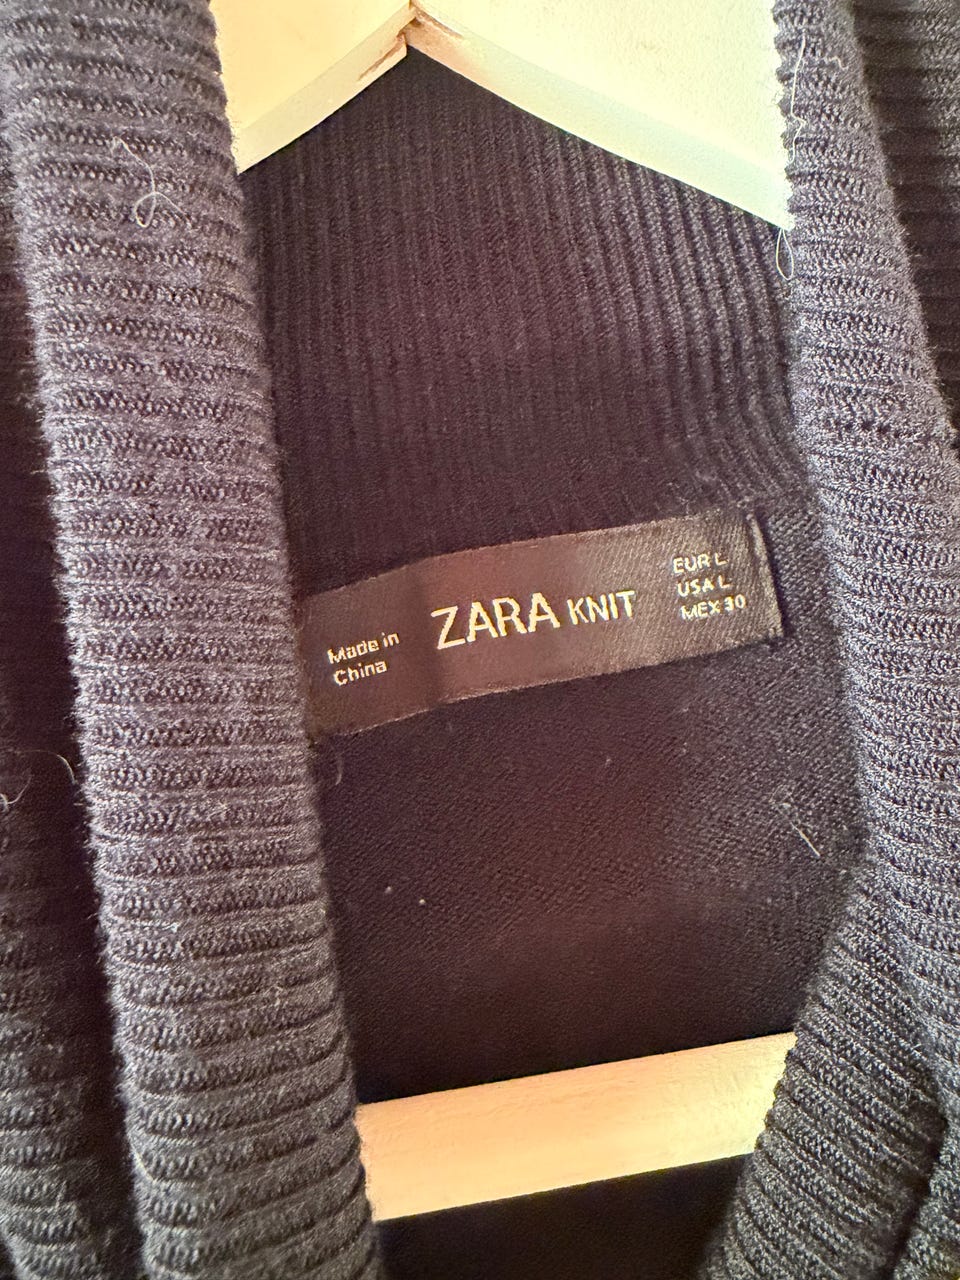 Made in
China
ZARA KNIT
EUR L
USA L
MEX 30